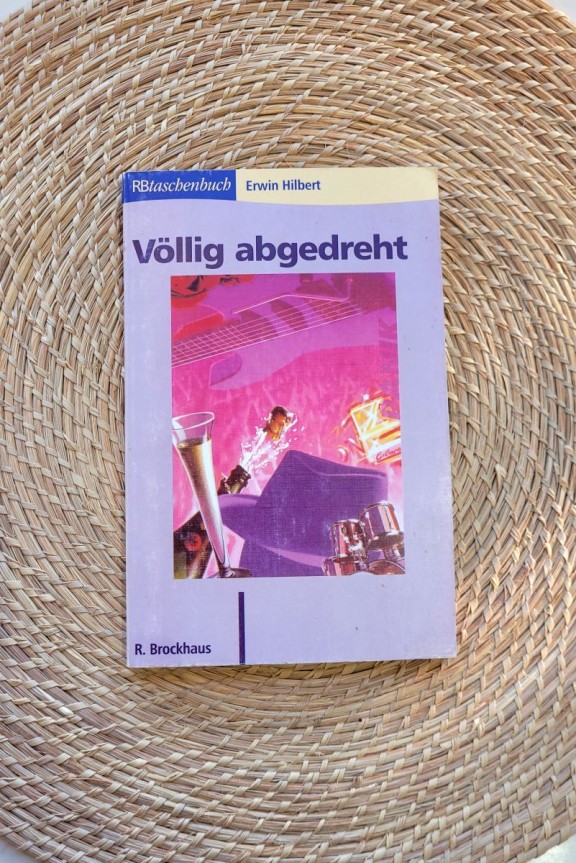 RBtaschenbuch Erwin Hilbert
Völlig abgedreht
R. Brockhaus